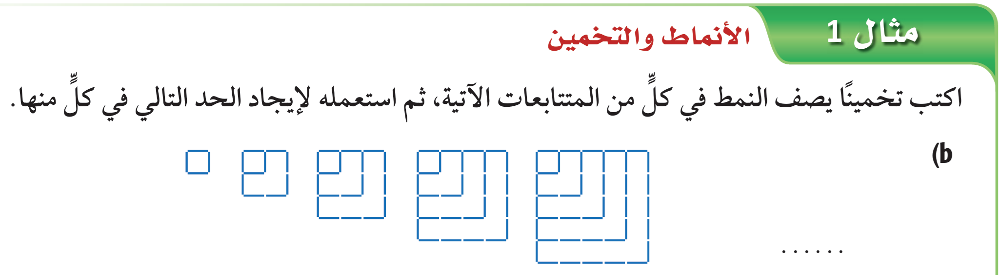 مثال 1
الأنماط والتخمين
اكتب تخمينًا يصف النمط في كلٍّ من المتتابعات الآتية، ثم استعمله لإيجاد الحد التالي في كلٍّ منها.
(b
......